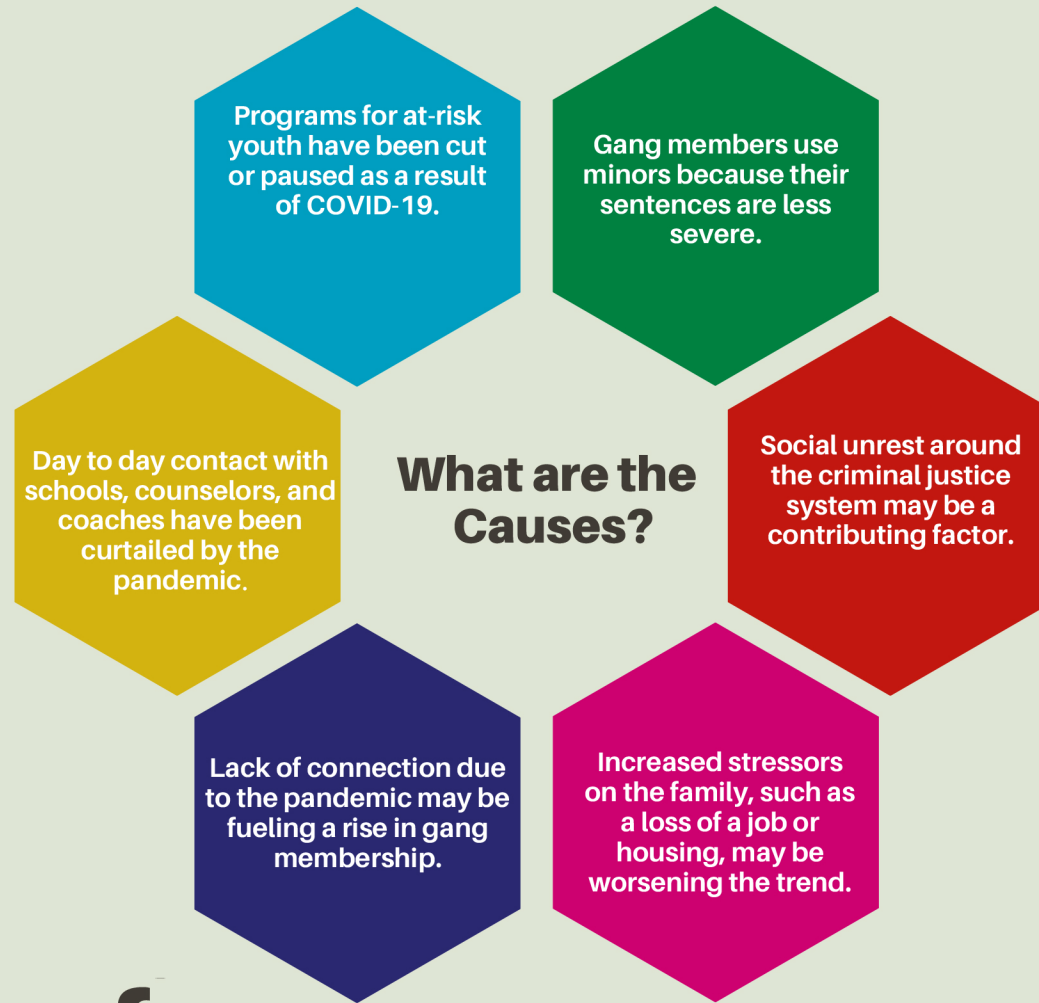 Programs for at-risk
youth have been cut
or paused as a result
of COVID-19.
Gang members use
minors because their
sentences are less
severe.
Day to day contact with
schools, counselors, and
coaches have been
curtailed by the
pandemic.
What are the
Causes?
Social unrest around
the criminal justice
system may be a
contributing factor.
Lack of connection due
to the pandemic may be
fueling a rise in gang
membership.
Increased stressors
on the family, such as
a loss of a job or
housing, may be
worsening the trend.